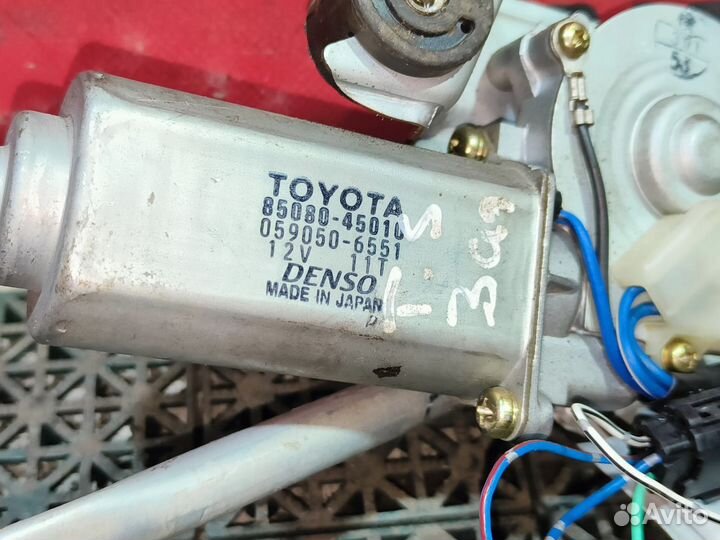 TOYOTA
85080-45010
059050-6551
12V 11T
DENSO
MADE IN JAPAN
Avito